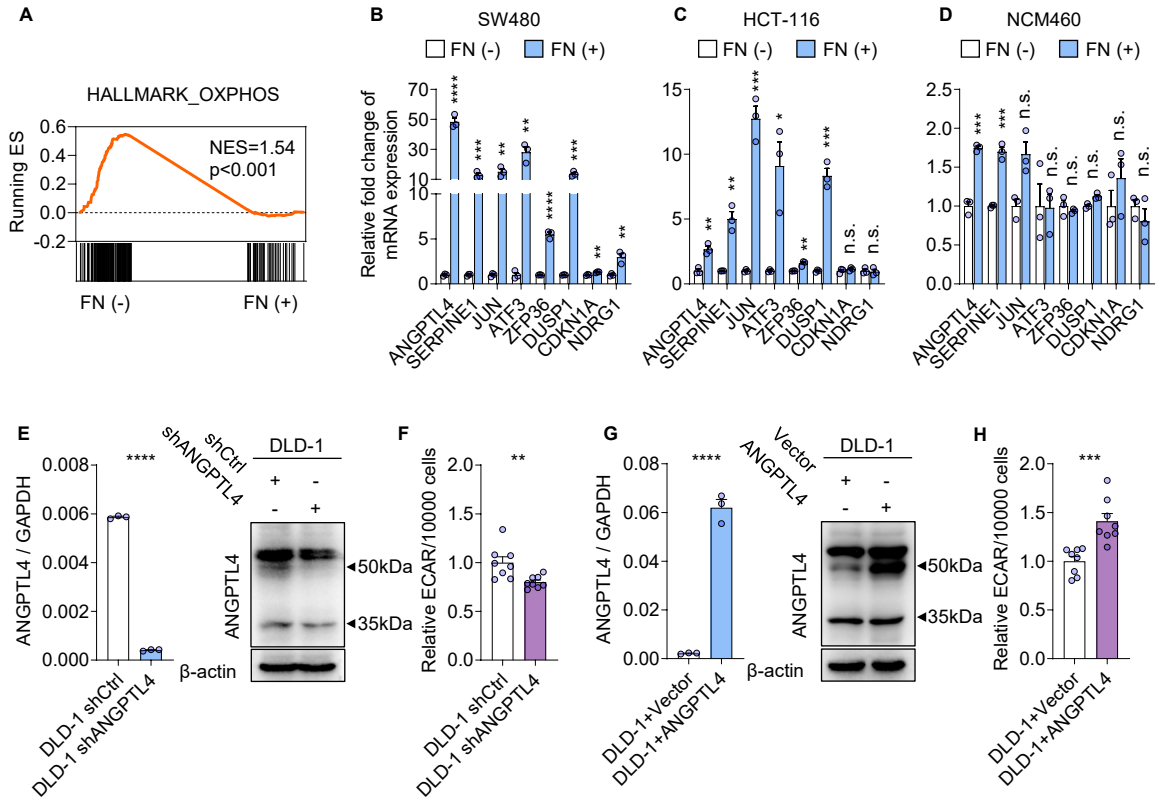 A
HALLMARK_OXPHOS
NES=1.54
p<0.001
Running ES
0.6
0.4
0.2
0.0
-0.2
FN (-)
FN (+)
B
SW480
FN (-) FN (+)
Relative fold change of
mRNA expression
70
50
30
10
10
5
0
**** *** ** ** **** *** ** **
ANGPTL4
SERPINE1
JUN
ATF3
ZFP36
DUSP1
CDKN1A
NDRG1
C
HCT-116
FN (-) FN (+)
15
10
5
0
** ** *** * ** *** n.s. n.s.
ANGPTL4
SERPINE1
JUN
ATF3
ZFP36
DUSP1
CDKN1A
NDRG1
D
NCM460
FN (-) FN (+)
2.5
2.0
1.5
1.0
0.5
0.0
*** *** n.s. n.s. n.s. n.s. n.s. n.s.
ANGPTL4
SERPINE1
JUN
ATF3
ZFP36
DUSP1
CDKN1A
NDRG1
E
ANGPTL4 / GAPDH
0.008
0.006
0.004
0.002
0.000
****
DLD-1 shCtrl
DLD-1 shANGPTL4
DLD-1
shCtrl + -
shANGPTL4 - +
ANGPTL4
50kDa
35kDa
β-actin
F
Relative ECAR/10000 cells
2.0
1.5
1.0
0.5
0.0
**
DLD-1 shCtrl
DLD-1 shANGPTL4
G
ANGPTL4 / GAPDH
0.08
0.06
0.04
0.02
0.00
****
DLD-1+Vector
DLD-1+ANGPTL4
DLD-1
Vector + -
ANGPTL4 - +
ANGPTL4
50kDa
35kDa
β-actin
H
Relative ECAR/10000 cells
2.0
1.5
1.0
0.5
0.0
***
DLD-1+Vector
DLD-1+ANGPTL4